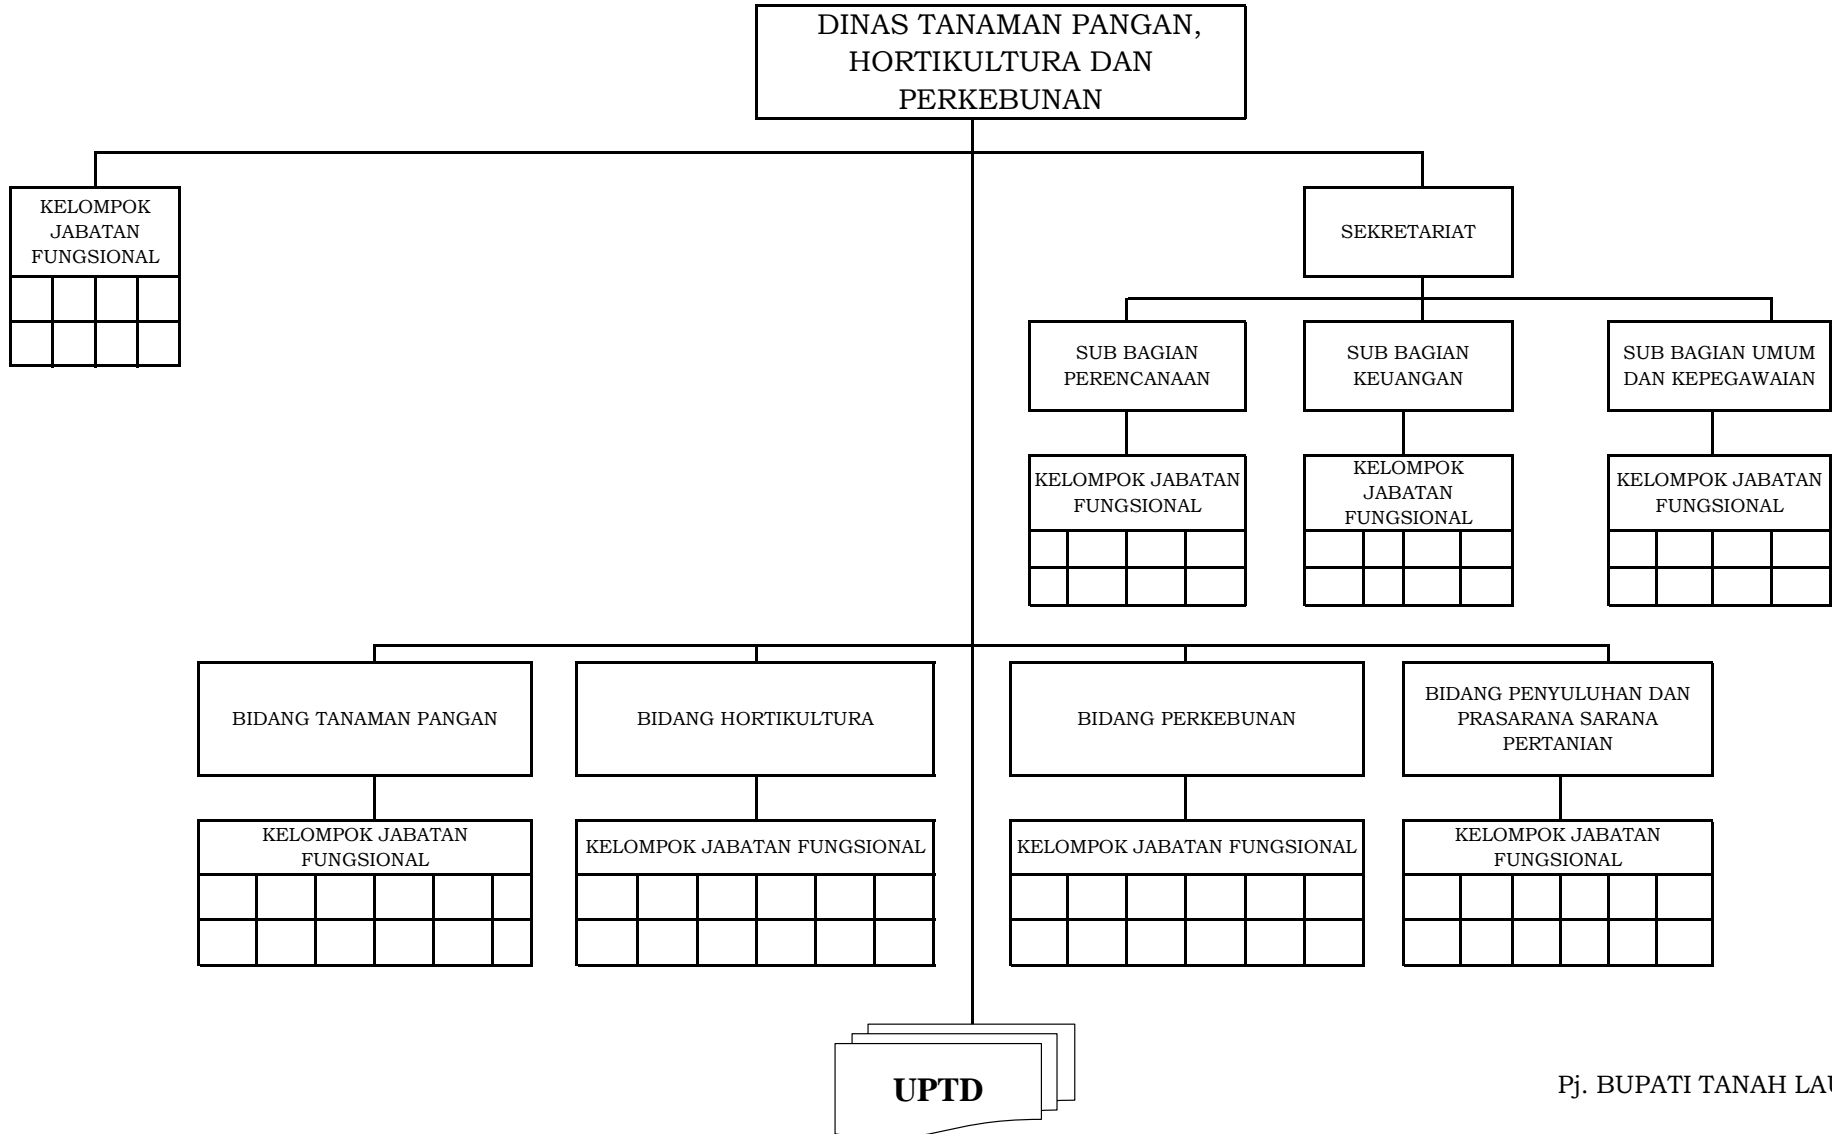 DINAS TANAMAN PANGAN,
HORTIKULTURA DAN
PERKEBUNAN
KELOMPOK
JABATAN
FUNGSIONAL
SEKRETARIAT
SUB BAGIAN
PERENCANAAN
SUB BAGIAN
KEUANGAN
SUB BAGIAN UMUM
DAN KEPEGAWAIAN
KELOMPOK JABATAN
FUNGSIONAL
KELOMPOK
JABATAN
FUNGSIONAL
KELOMPOK JABATAN
FUNGSIONAL
BIDANG TANAMAN PANGAN
BIDANG HORTIKULTURA
BIDANG PERKEBUNAN
BIDANG PENYULUHAN DAN
PRASARANA SARANA
PERTANIAN
KELOMPOK JABATAN
FUNGSIONAL
KELOMPOK JABATAN FUNGSIONAL
KELOMPOK JABATAN FUNGSIONAL
KELOMPOK JABATAN
FUNGSIONAL
UPTD
Pj. BUPATI TANAH